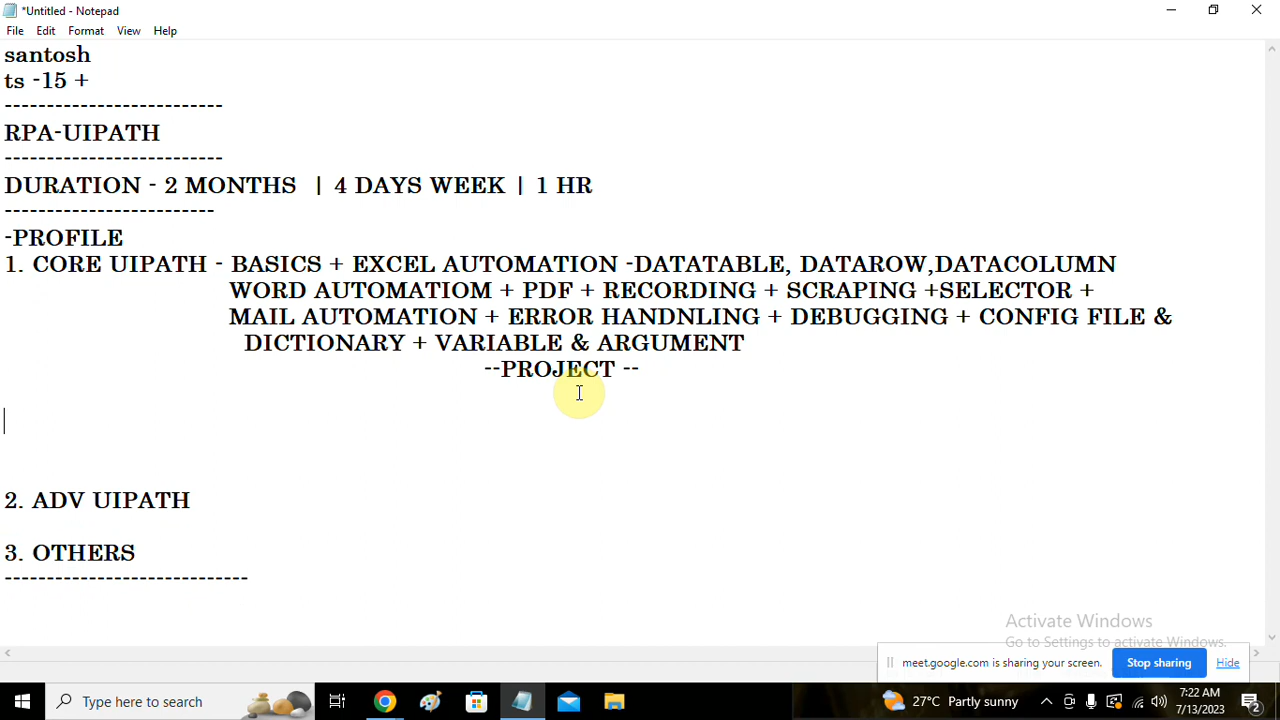 *Untitled - Notepad
File Edit Format View Help
santosh
ts -15 +
--------------------------
RPA-UIPATH
--------------------------
DURATION - 2 MONTHS | 4 DAYS WEEK | 1 HR
-------------------------
-PROFILE
1. CORE UIPATH - BASICS + EXCEL AUTOMATION -DATATABLE, DATAROW,DATACOLUMN
WORD AUTOMATIOM + PDF + RECORDING + SCRAPING +SELECTOR +
MAIL AUTOMATION + ERROR HANDNLING + DEBUGGING + CONFIG FILE &
DICTIONARY + VARIABLE & ARGUMENT
--PROJECT --
2. ADV UIPATH
3. OTHERS
-----------------------------
Activate Windows
Go to Settings to activate Windows.
meet.google.com is sharing your screen. Stop sharing Hide
Type here to search
27°C Partly sunny
7:22 AM
7/13/2023
2